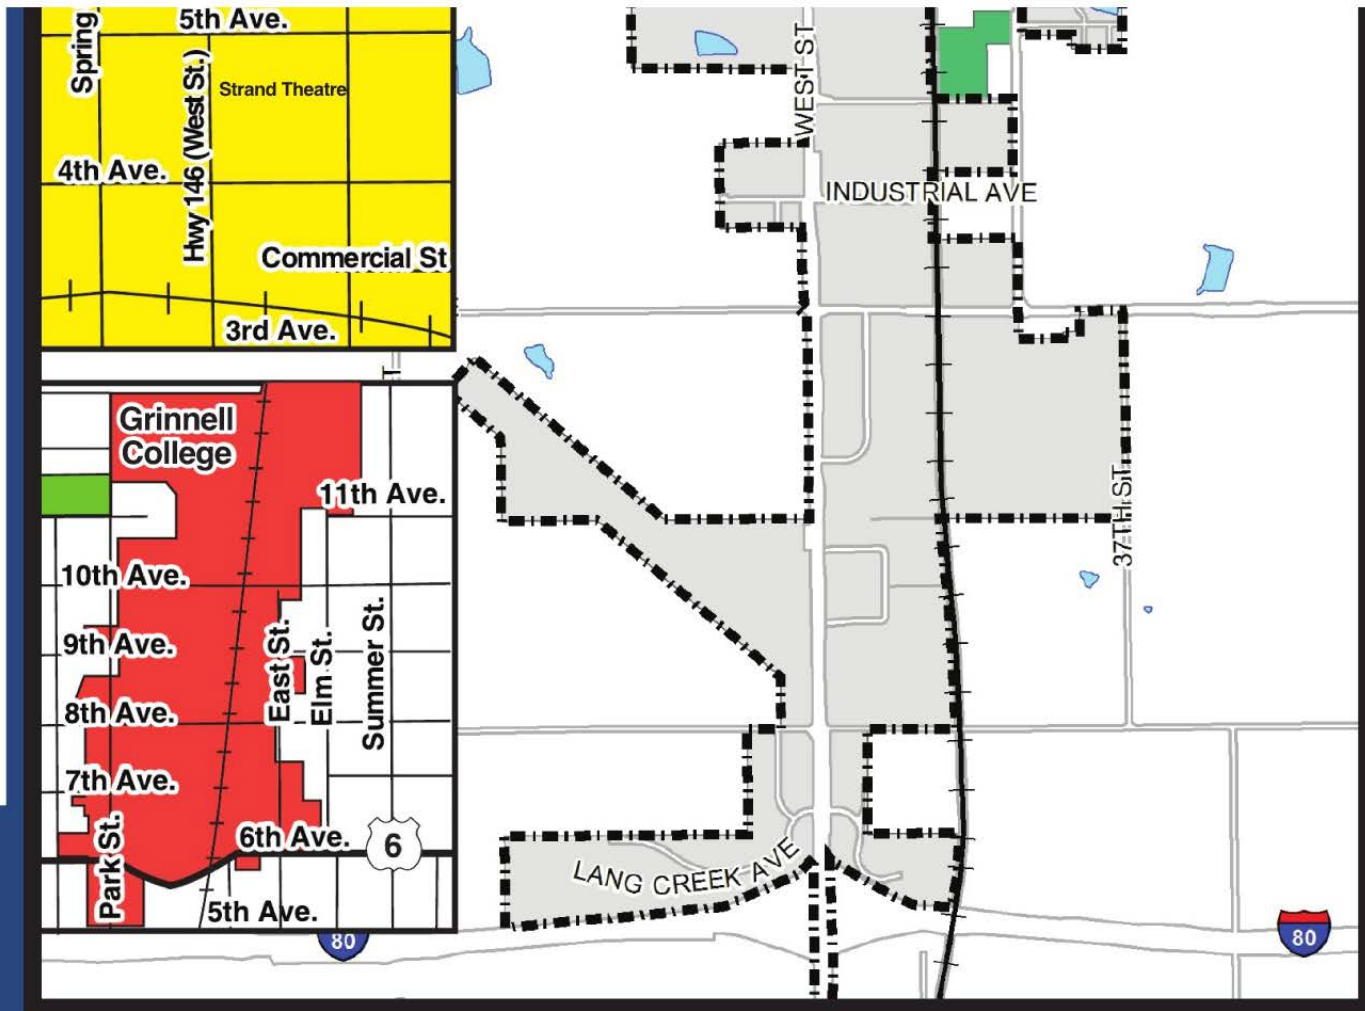 5th Ave.
Spring
Hwy 146 (West St.)
Strand Theatre
4th Ave.
Commercial St
3rd Ave.
WEST ST
INDUSTRIAL AVE
37TH ST
LANG CREEK AVE
Grinnell
College
11th Ave.
10th Ave.
9th Ave.
8th Ave.
7th Ave.
6th Ave.
5th Ave.
East St.
Elm St.
Summer St.
Park St.
6
80
80